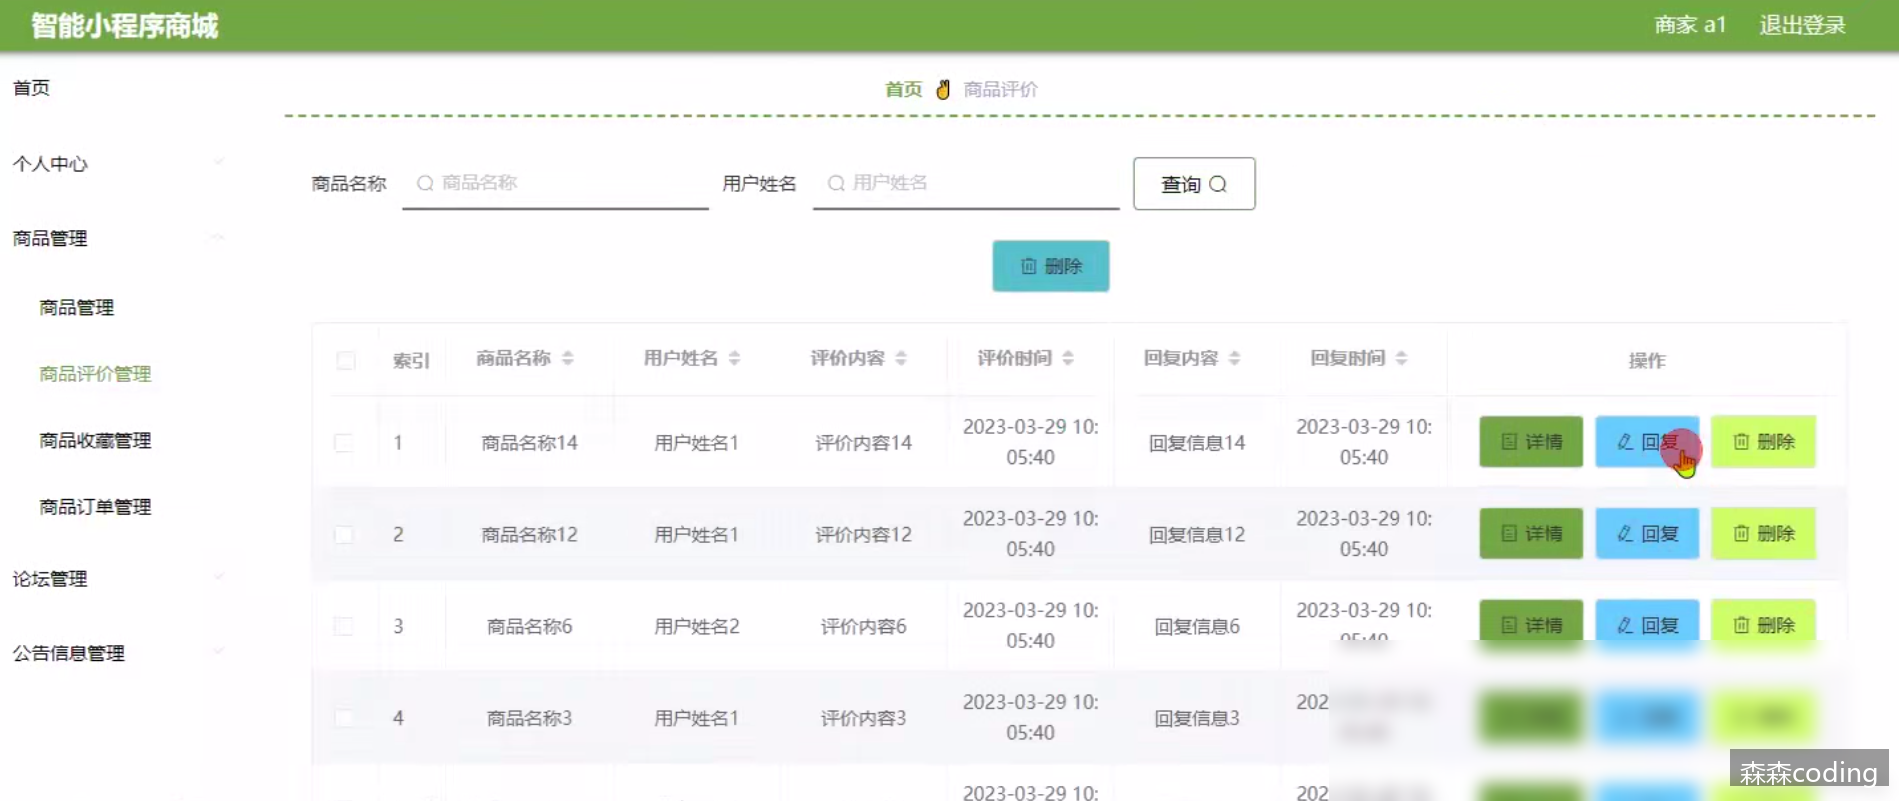 智能小程序商城
商家 a1 退出登录
首页
首页 商品评价
个人中心
商品名称 商品名称 用户姓名 用户姓名 查询
商品管理
删除
商品管理
商品评价管理
商品收藏管理
商品订单管理
论坛管理
公告信息管理
索引 商品名称 用户姓名 评价内容 评价时间 回复内容 回复时间 操作
1 商品名称14 用户姓名1 评价内容14 2023-03-29 10: 回复信息14 2023-03-29 10: 详情 回复 删除
05:40 05:40
2 商品名称12 用户姓名1 评价内容12 2023-03-29 10: 回复信息12 2023-03-29 10: 详情 回复 删除
05:40 05:40
3 商品名称6 用户姓名2 评价内容6 2023-03-29 10: 回复信息6 2023-03-29 10: 详情 回复 删除
05:40 05:40
4 商品名称3 用户姓名1 评价内容3 2023-03-29 10: 回复信息3 202
05:40
2023-03-29 10: 202
森森coding